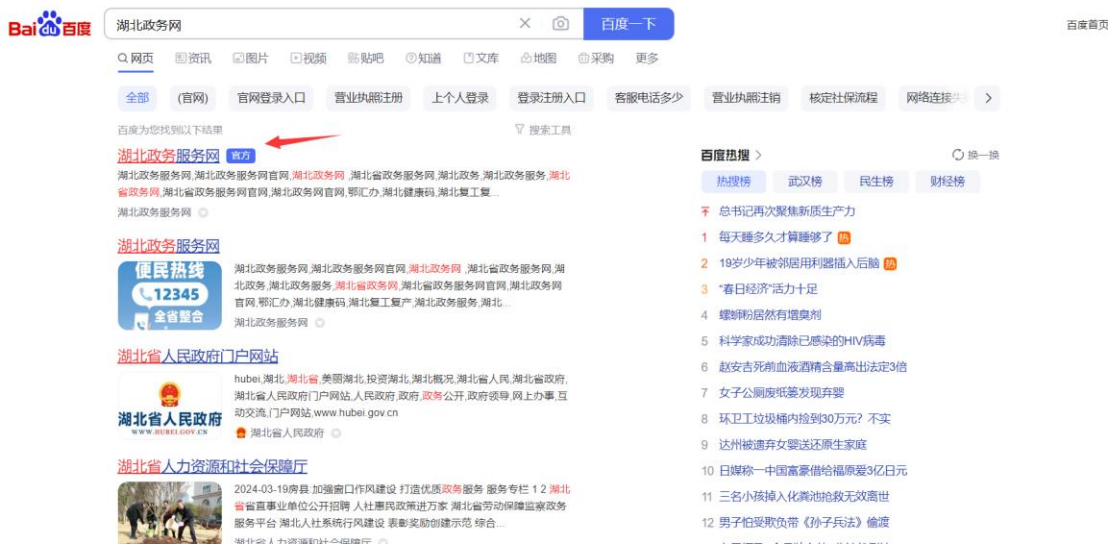 Bai du 百度
湖北政务网
百度一下
百度首页
网页 资讯 图片 视频 贴吧 知道 文库 地图 采购 更多
全部 (官网) 官网登录入口 营业执照注册 上个人登录 登录注册入口 客服电话多少 营业执照注销 核定社保流程 网络连接失
百度为您找到以下结果 搜索工具
湖北政务服务网 官方
湖北政务服务网,湖北政务服务网官网,湖北政务网 ,湖北省政务服务网,湖北政务,湖北政务服务,湖北
省政务网,湖北省政务服务网官网,湖北政务网官网,鄂汇办,湖北健康码,湖北复工复...
湖北政务服务网
湖北政务服务网
便民热线
12345
全省整合
湖北政务服务网,湖北政务服务网官网,湖北政务网 ,湖北省政务服务网,湖
北政务,湖北政务服务,湖北省政务网,湖北省政务服务网官网,湖北政务网
官网,鄂汇办,湖北健康码,湖北复工复产,湖北政务服务,湖北...
湖北政务服务网
湖北省人民政府门户网站
湖北省人民政府
WWW.HUBEI.GOV.CN
hubei,湖北,湖北省,美丽湖北,投资湖北,湖北概况,湖北省人民,湖北省政府,
湖北省人民政府门户网站,人民政府,政府,政务公开,政府领导,网上办事,互
动交流,门户网站,www.hubei.gov.cn
湖北省人民政府
湖北省人力资源和社会保障厅
2024-03-19房县:加强窗口作风建设 打造优质政务服务 服务专栏 1 2 湖北
省省直事业单位公开招聘 人社惠民政策进万家 湖北省劳动保障监察政务
服务平台 湖北人社系统行风建设 表彰奖励创建示范 综合...
湖北省人力资源和社会保障厅
百度热搜 换一换
热搜榜 武汉榜 民生榜 财经榜
总书记再次聚焦新质生产力
1 每天睡多久才算睡够了 热
2 19岁少年被邻居用利器插入后脑 热
3 “春日经济”活力十足
4 螺蛳粉居然有增臭剂
5 科学家成功清除已感染的HIV病毒
6 赵安吉死前血液酒精含量高出法定3倍
7 女子公厕废纸篓发现弃婴
8 环卫工垃圾桶内捡到30万元？不实
9 达州被遗弃女婴送还原生家庭
10 日媒称一中国富豪借给福原爱3亿日元
11 三名小孩掉入化粪池抢救无效离世
12 男子怕受欺负带《孙子兵法》偷渡